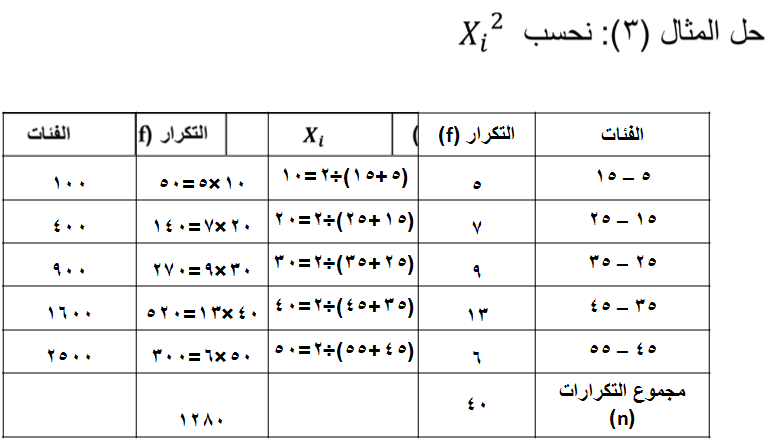 حل المثال (٣): نحسب Xᵢ²
الفئات | التكرار (f) | ) Xᵢ | التكرار (f | الفئات
٥ – ١٥ | ٥ | (٥+١٥)÷٢=١٠ | ١٠×٥=٥٠ | ١٠٠
١٥ – ٢٥ | ٧ | (١٥+٢٥)÷٢=٢٠ | ٢٠×٧=١٤٠ | ٤٠٠
٢٥ – ٣٥ | ٩ | (٢٥+٣٥)÷٢=٣٠ | ٣٠×٩=٢٧٠ | ٩٠٠
٣٥ – ٤٥ | ١٣ | (٣٥+٤٥)÷٢=٤٠ | ٤٠×١٣=٥٢٠ | ١٦٠٠
٤٥ – ٥٥ | ٦ | (٤٥+٥٥)÷٢=٥٠ | ٥٠×٦=٣٠٠ | ٢٥٠٠
مجموع التكرارات
(n) | ٤٠ | ١٢٨٠